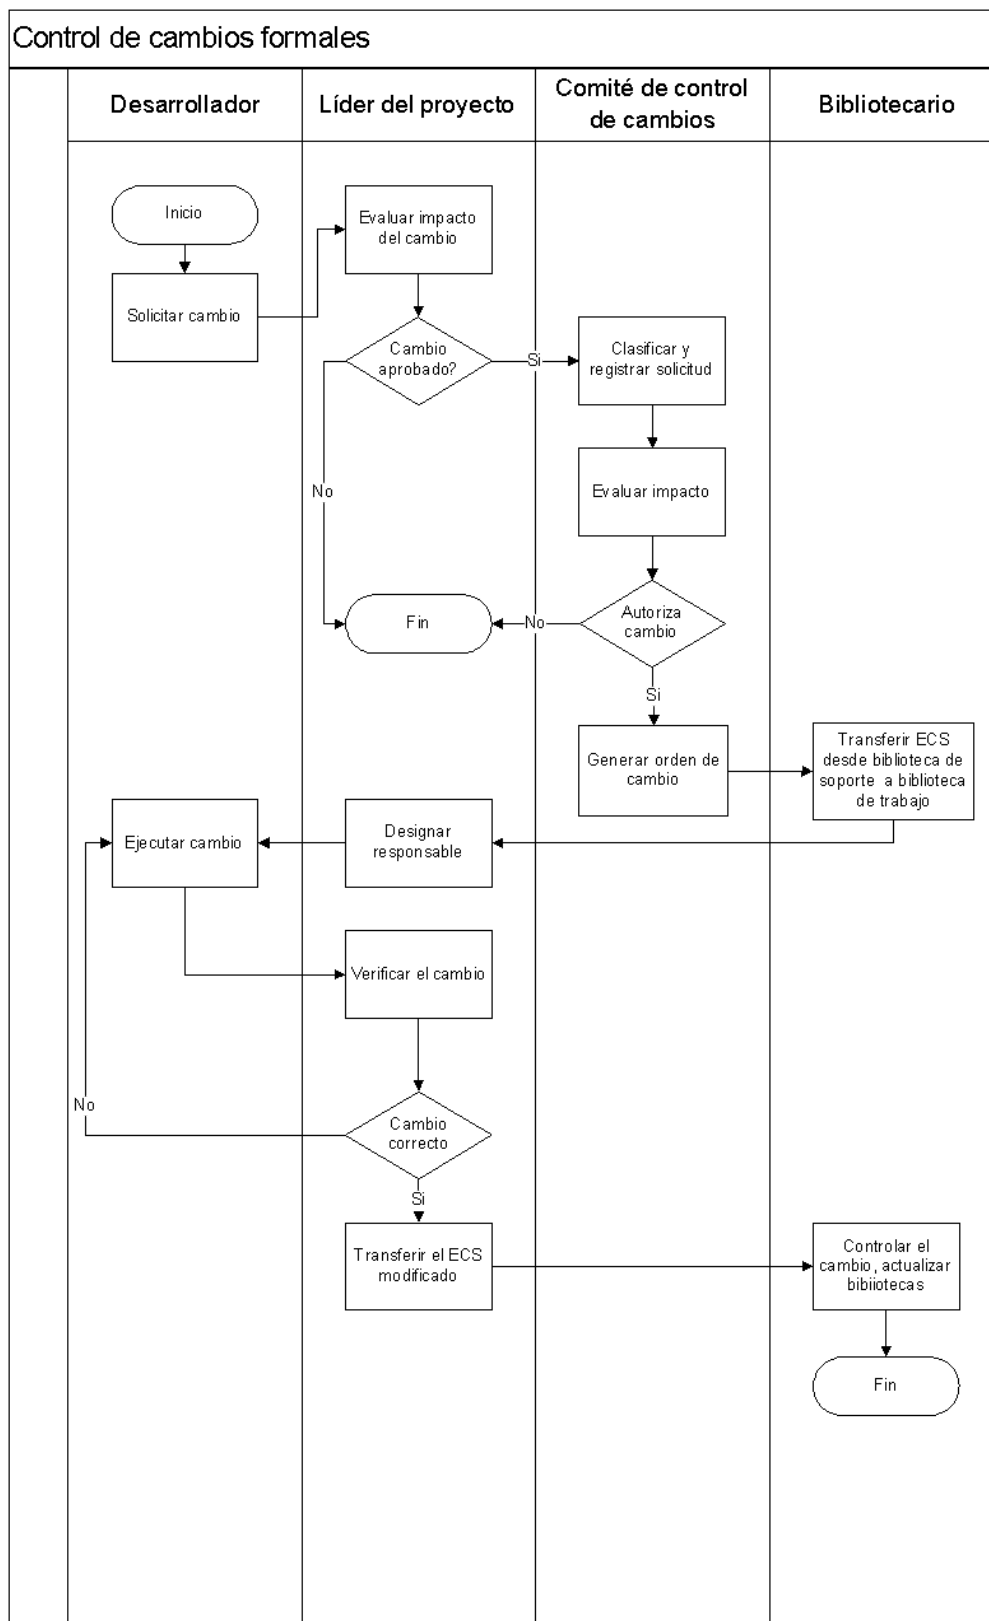 Control de cambios formales
Desarrollador
Líder del proyecto
Comité de control
de cambios
Bibliotecario
Inicio
Evaluar impacto
del cambio
Solicitar cambio
Cambio
aprobado?
Si
Clasificar y
registrar solicitud
No
Evaluar impacto
Fin
No
Autoriza
cambio
Si
Generar orden de
cambio
Transferir ECS
desde biblioteca de
soporte a biblioteca
de trabajo
Ejecutar cambio
Designar
responsable
Verificar el cambio
No
Cambio
correcto
Si
Transferir el ECS
modificado
Controlar el
cambio, actualizar
bibiiotecas
Fin